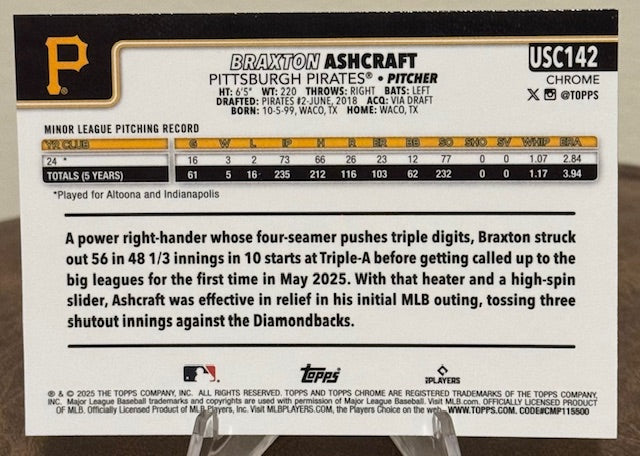 P
USC142
BRAXTON ASHCRAFT
PITTSBURGH PIRATES® • PITCHER
CHROME
HT: 6'5" WT: 220 THROWS: RIGHT BATS: LEFT
X @TOPPS
DRAFTED: PIRATES #2-JUNE, 2018 ACQ: VIA DRAFT
BORN: 10-5-99, WACO, TX HOME: WACO, TX
MINOR LEAGUE PITCHING RECORD
YR CLUB G W L IP H R ER BB SO SHO SV WHIP ERA
24 * 16 3 2 73 66 26 23 12 77 0 0 1.07 2.84
TOTALS (5 YEARS) 61 5 16 235 212 116 103 62 232 0 0 1.17 3.94
*Played for Altoona and Indianapolis
A power right-hander whose four-seamer pushes triple digits, Braxton struck
out 56 in 48 1/3 innings in 10 starts at Triple-A before getting called up to the
big leagues for the first time in May 2025. With that heater and a high-spin
slider, Ashcraft was effective in relief in his initial MLB outing, tossing three
shutout innings against the Diamondbacks.
Topps
PLAYERS
® & © 2025 THE TOPPS COMPANY, INC. ALL RIGHTS RESERVED. TOPPS AND TOPPS CHROME ARE REGISTERED TRADEMARKS OF THE TOPPS COMPANY,
INC. Major League Baseball trademarks and copyrights are used with permission of Major League Baseball. Visit MLB.com. OFFICIALLY LICENSED PRODUCT
OF MLB Players, Inc. Visit MLBPLAYERS.COM, the Players Choice on the web. WWW.TOPPS.COM. CODE#CMP115500